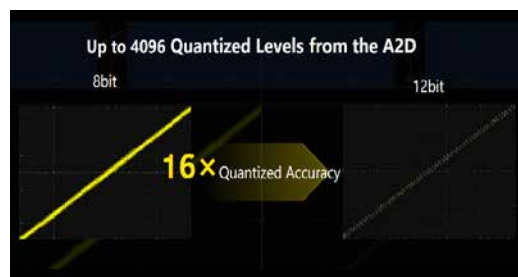 Up to 4096 Quantized Levels from the A2D
8bit
12bit
16× Quantized Accuracy